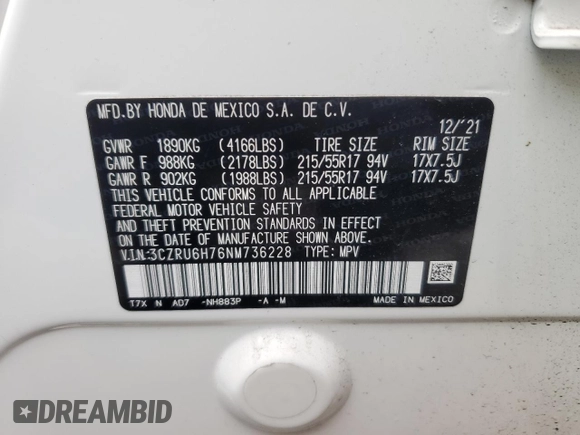 MFD. BY HONDA DE MEXICO S.A. DE C.V.
12/'21
GVWR 1890KG (4166LBS) TIRE SIZE RIM SIZE
GAWR F 988KG (2178LBS) 215/55R17 94V 17X7.5J
GAWR R 902KG (1988LBS) 215/55R17 94V 17X7.5J
THIS VEHICLE CONFORMS TO ALL APPLICABLE
FEDERAL MOTOR VEHICLE SAFETY
AND THEFT PREVENTION STANDARDS IN EFFECT
ON THE DATE OF MANUFACTURE SHOWN ABOVE.
V.I.N:3CZRU6H76NM736228 TYPE: MPV
T7X N AD7 -NH883P -A -M
MADE IN MEXICO
DREAMBID